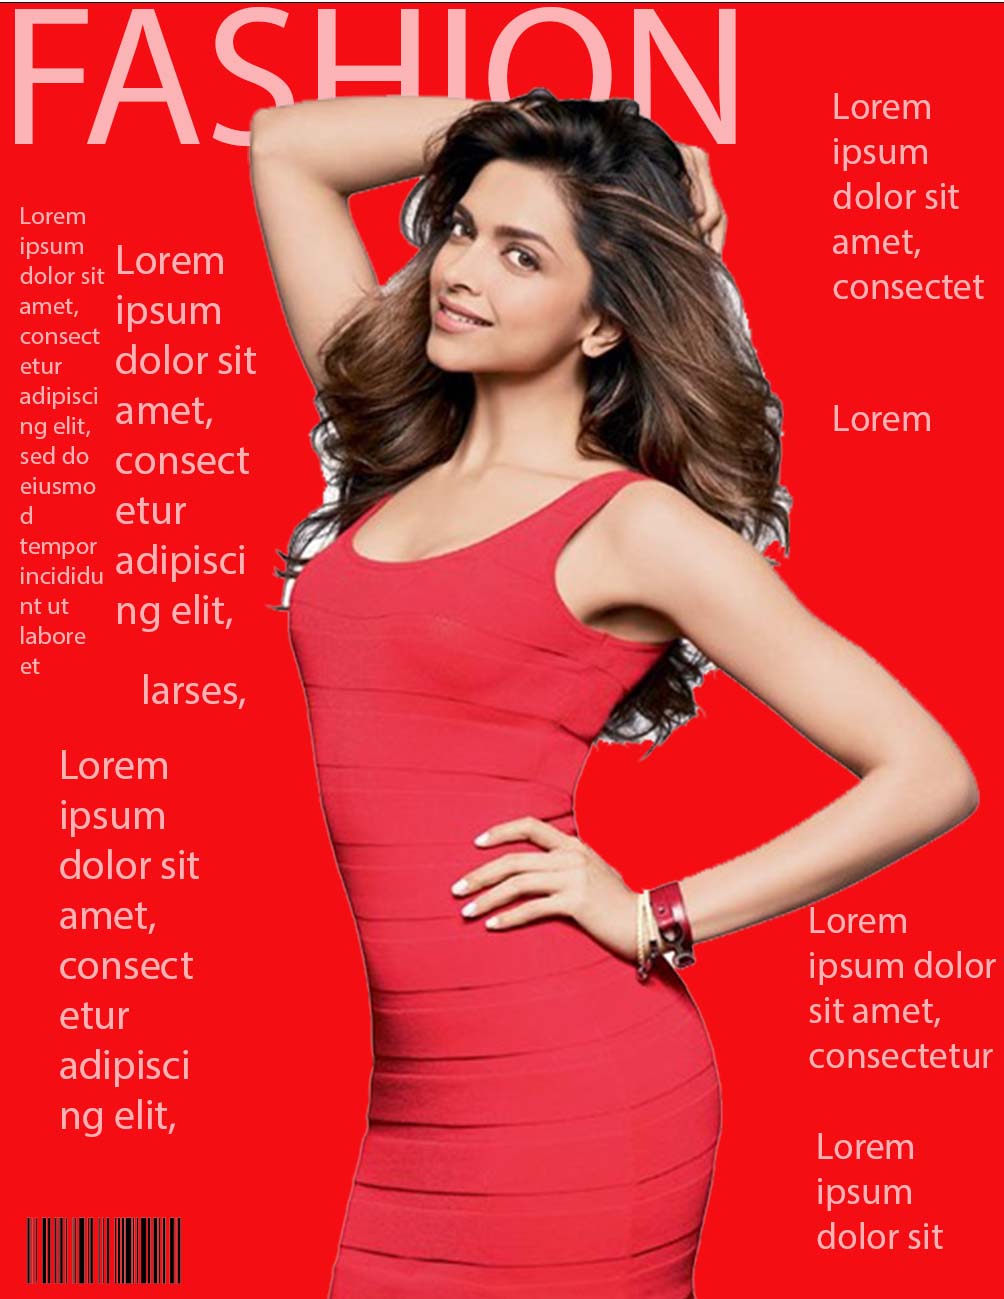 FASHION
Lorem
ipsum
dolor sit
amet,
consect
etur
adipisci
ng elit,
sed do
eiusmo
d
tempor
incididu
nt ut
labore
et
Lorem
ipsum
dolor sit
amet,
consect
etur
adipisci
ng elit,
larses,
Lorem
ipsum
dolor sit
amet,
consect
etur
adipisci
ng elit,
Lorem
ipsum
dolor sit
amet,
consectet
Lorem
Lorem
ipsum dolor
sit amet,
consectetur
Lorem
ipsum
dolor sit